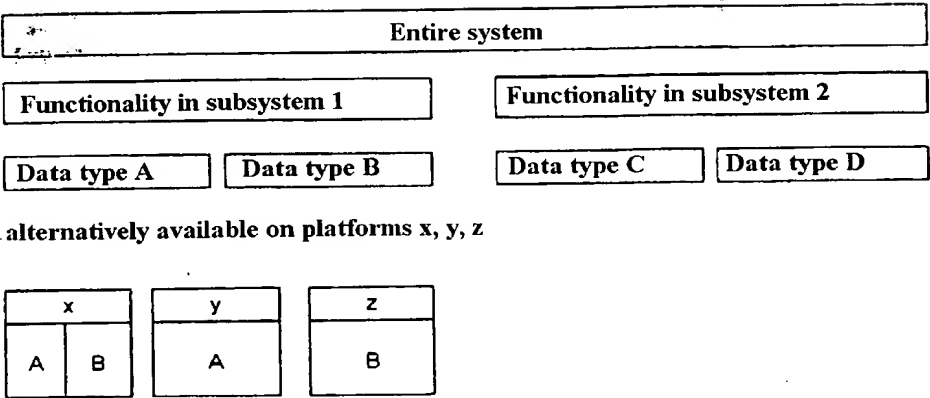 Entire system
Functionality in subsystem 1 Functionality in subsystem 2
Data type A Data type B Data type C Data type D
alternatively available on platforms x, y, z
x y z
A B A B